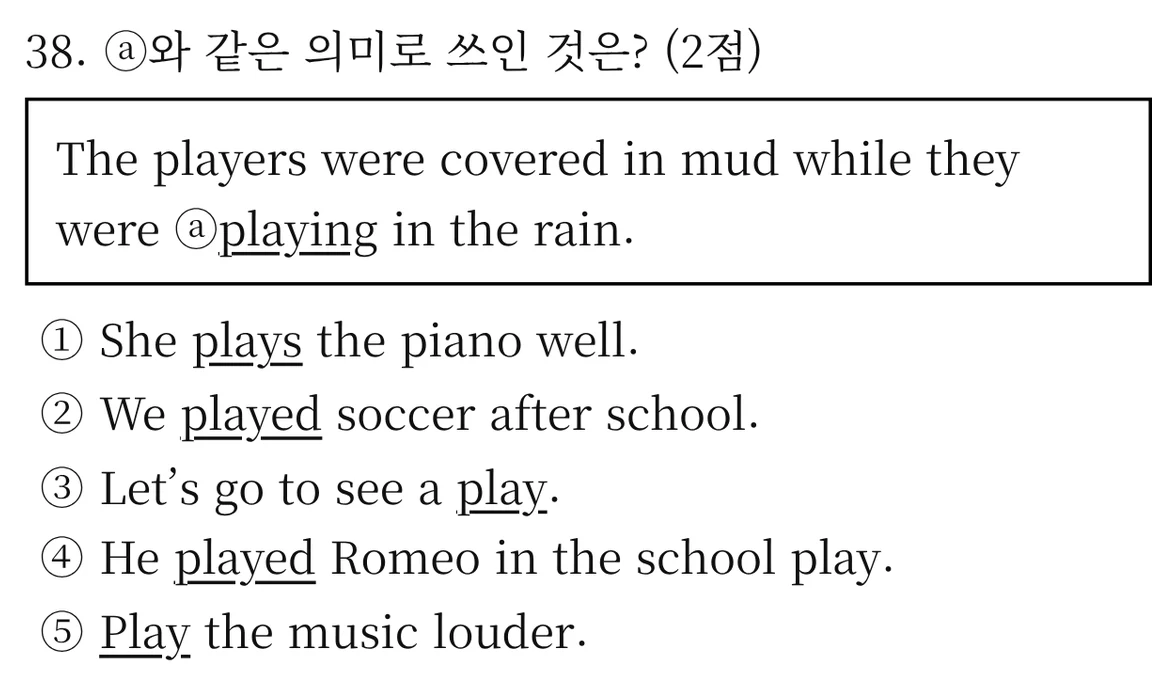 38. ⓐ와 같은 의미로 쓰인 것은? (2점)
The players were covered in mud while they
were ⓐplaying in the rain.
① She plays the piano well.
② We played soccer after school.
③ Let’s go to see a play.
④ He played Romeo in the school play.
⑤ Play the music louder.